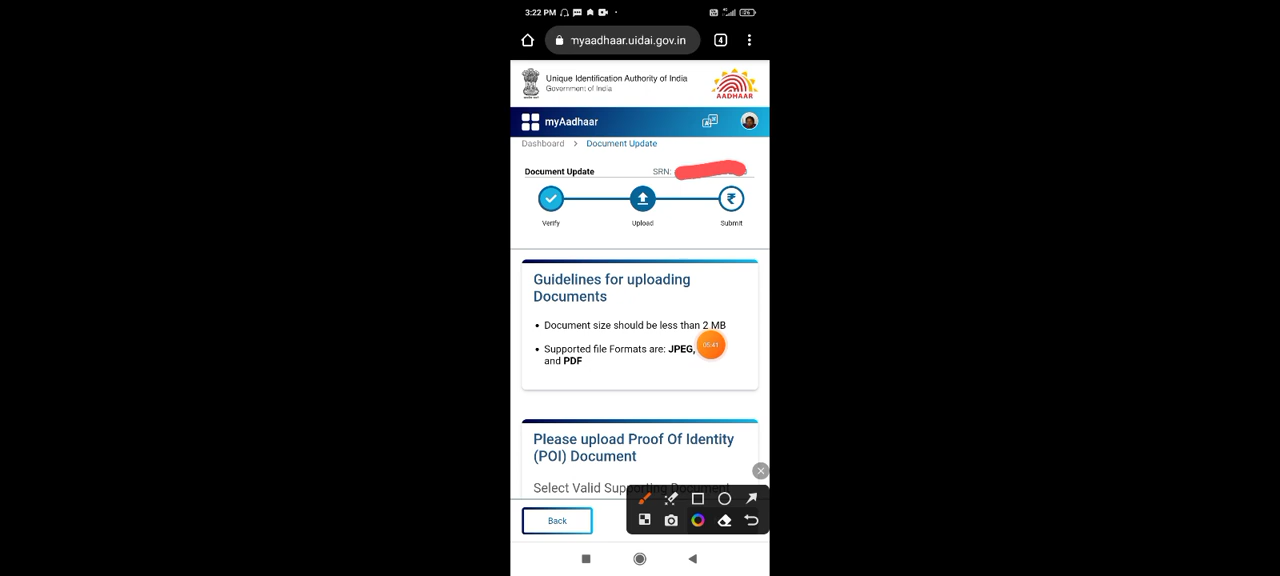 3:22 PM
myaadhaar.uidai.gov.in
4
Unique Identification Authority of India
Government of India
AADHAAR
myAadhaar
Dashboard > Document Update
Document Update SRN:
₹
Verify Upload Submit
Guidelines for uploading
Documents
• Document size should be less than 2 MB
• Supported file Formats are: JPEG,
and PDF
05:41
Please upload Proof Of Identity
(POI) Document
Select Valid Supporting Document
Back